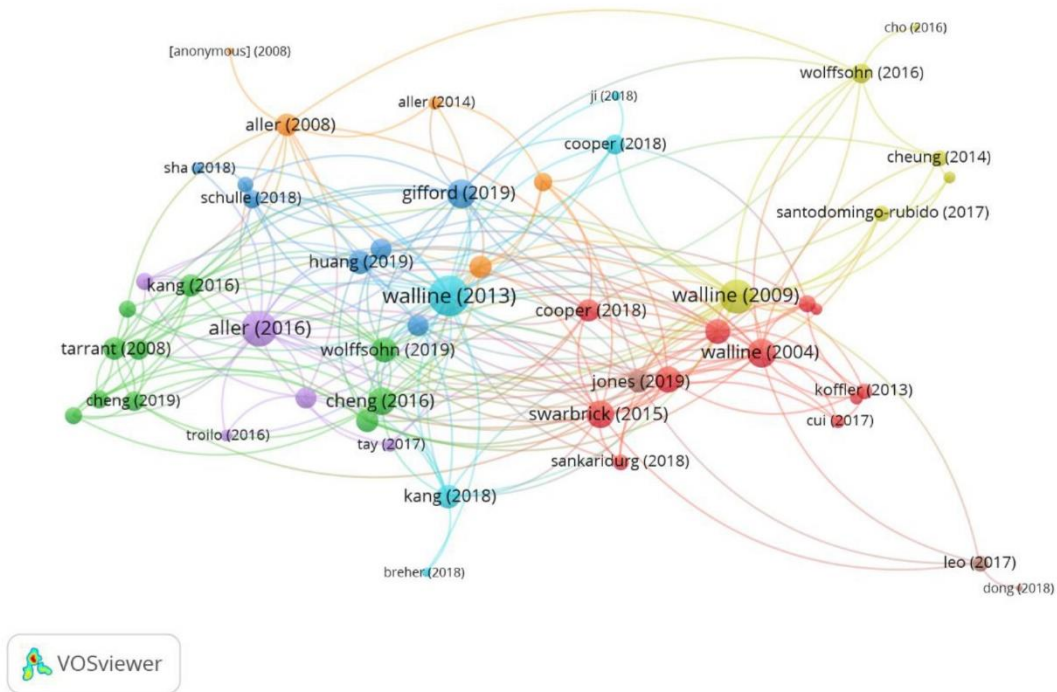 cho (2016)
[anonymous] (2008)
wolffsohn (2016)
ji (2018)
aller (2014)
aller (2008)
cooper (2018)
cheung (2014)
sha (2018)
gifford (2019)
schulle (2018)
santodomingo-rubido (2017)
huang (2019)
kang (2016)
walline (2013)
walline (2009)
cooper (2018)
aller (2016)
tarrant (2008)
wolffsohn (2019)
walline (2004)
jones (2019)
koffler (2013)
cheng (2019)
cheng (2016)
swarbrick (2015)
cui (2017)
troilo (2016)
tay (2017)
sankaridurg (2018)
kang (2018)
leo (2017)
breher (2018)
dong (2018)
VOSviewer